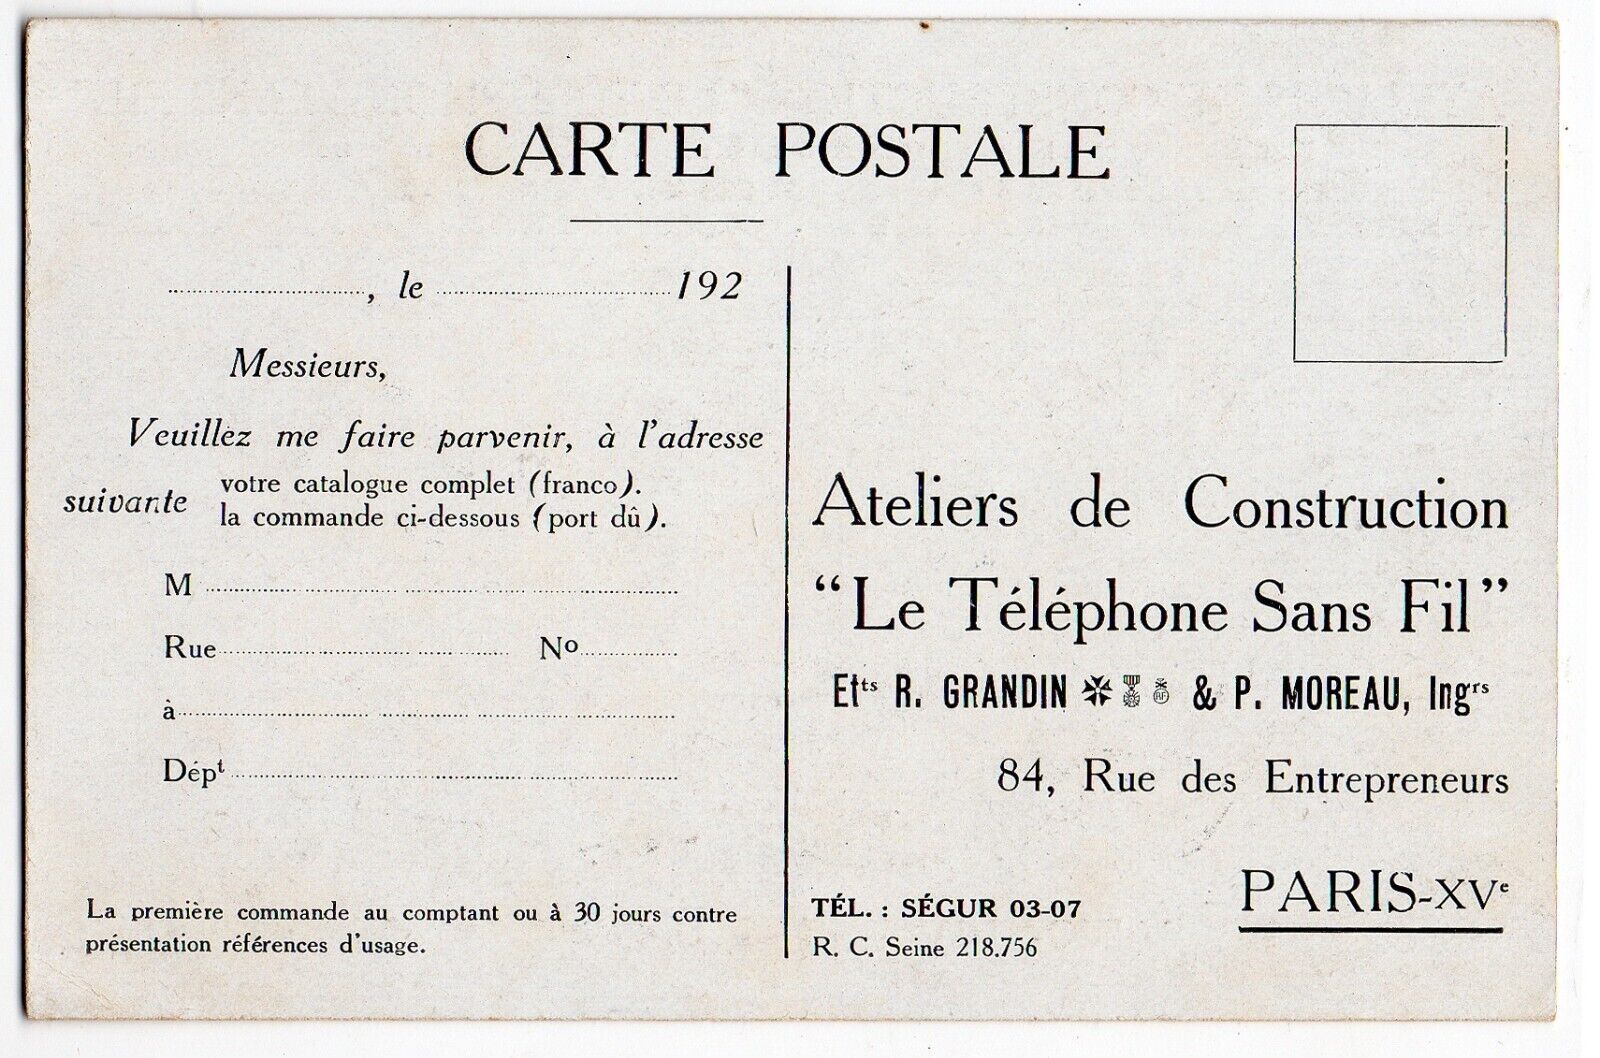 CARTE POSTALE
, le 192
Messieurs,
Veuillez me faire parvenir, à l'adresse
suivante votre catalogue complet (franco).
la commande ci-dessous (port dû).
M
Rue No
à
Dépt
La première commande au comptant ou à 30 jours contre
présentation références d'usage.
Ateliers de Construction
“Le Téléphone Sans Fil”
Etts R. GRANDIN & P. MOREAU, Ingrs
84, Rue des Entrepreneurs
PARIS-XVe
TÉL. : SÉGUR 03-07
R. C. Seine 218.756